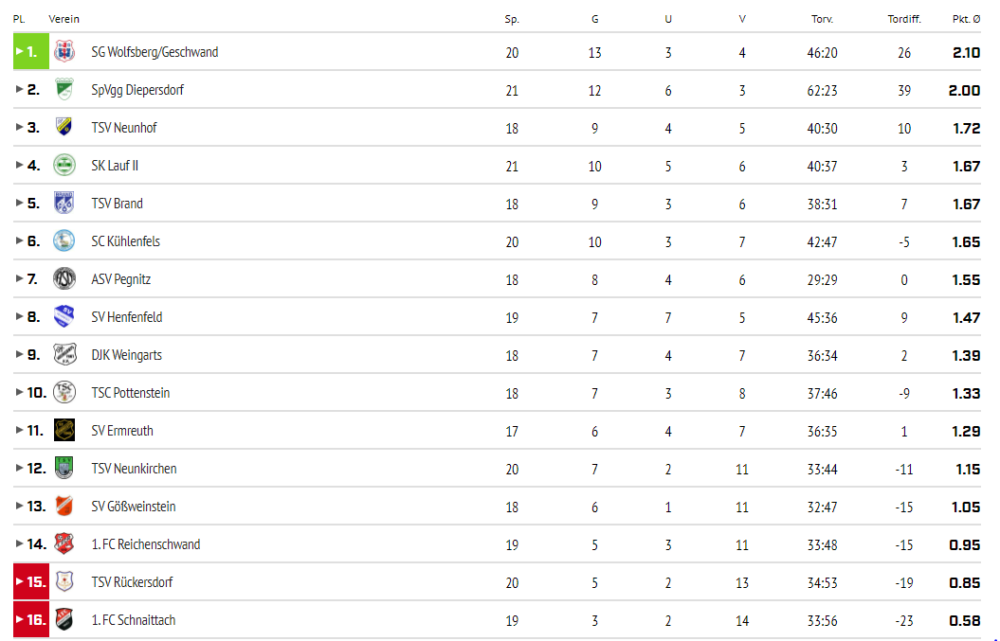 Pl. Verein Sp. G U V Torv. Tordiff. Pkt. Ø
1. SG Wolfsberg/Geschwand 20 13 3 4 46:20 26 2.10
2. SpVgg Diepersdorf 21 12 6 3 62:23 39 2.00
3. TSV Neunhof 18 9 4 5 40:30 10 1.72
4. SK Lauf II 21 10 5 6 40:37 3 1.67
5. TSV Brand 18 9 3 6 38:31 7 1.67
6. SC Kühlenfels 20 10 3 7 42:47 -5 1.65
7. ASV Pegnitz 18 8 4 6 29:29 0 1.55
8. SV Henfenfeld 19 7 7 5 45:36 9 1.47
9. DJK Weingarts 18 7 4 7 36:34 2 1.39
10. TSC Pottenstein 18 7 3 8 37:46 -9 1.33
11. SV Ermreuth 17 6 4 7 36:35 1 1.29
12. TSV Neunkirchen 20 7 2 11 33:44 -11 1.15
13. SV Gößweinstein 18 6 1 11 32:47 -15 1.05
14. 1. FC Reichenschwand 19 5 3 11 33:48 -15 0.95
15. TSV Rückersdorf 20 5 2 13 34:53 -19 0.85
16. 1. FC Schnaittach 19 3 2 14 33:56 -23 0.58